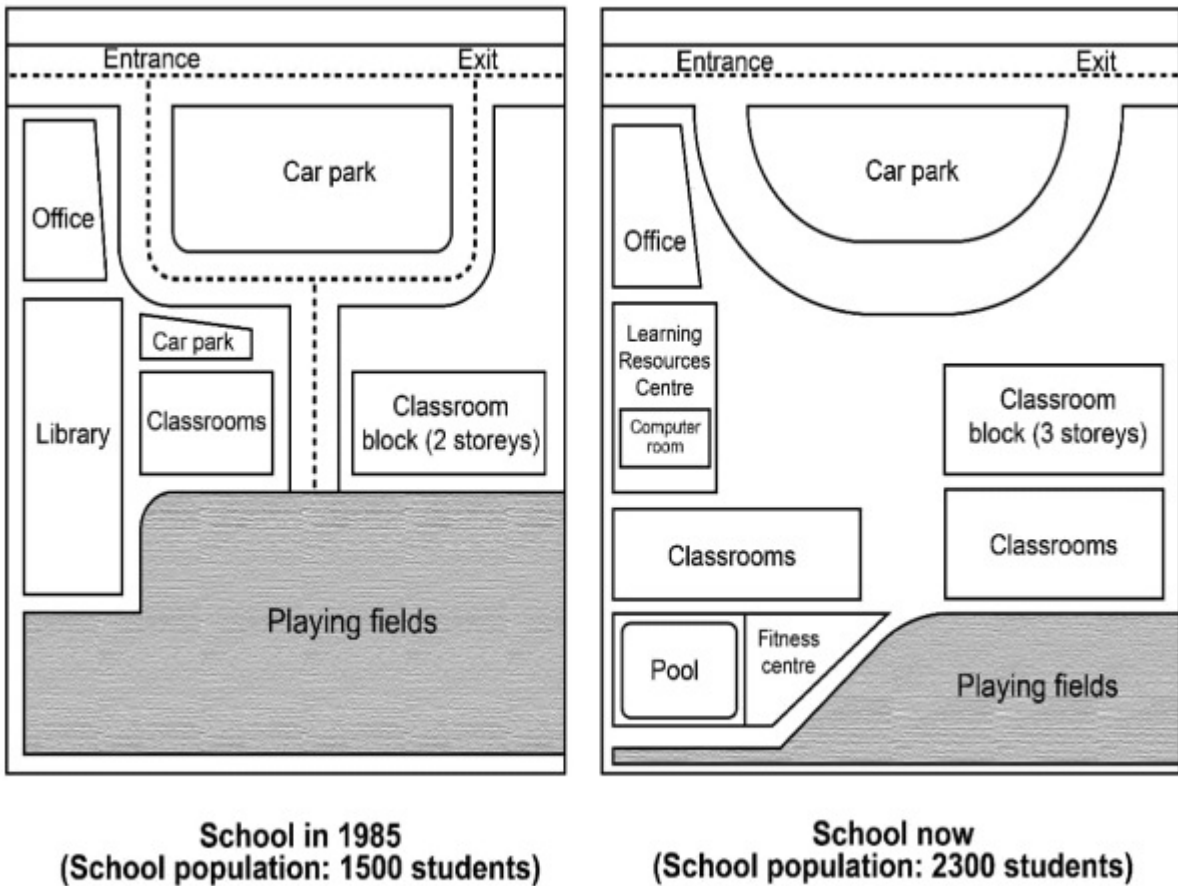 Entrance
Exit
Car park
Office
Car park
Library
Classrooms
Classroom
block (2 storeys)
Playing fields
School in 1985
(School population: 1500 students)
Entrance
Exit
Car park
Office
Learning
Resources
Centre
Computer
room
Classroom
block (3 storeys)
Classrooms
Classrooms
Pool
Fitness
centre
Playing fields
School now
(School population: 2300 students)